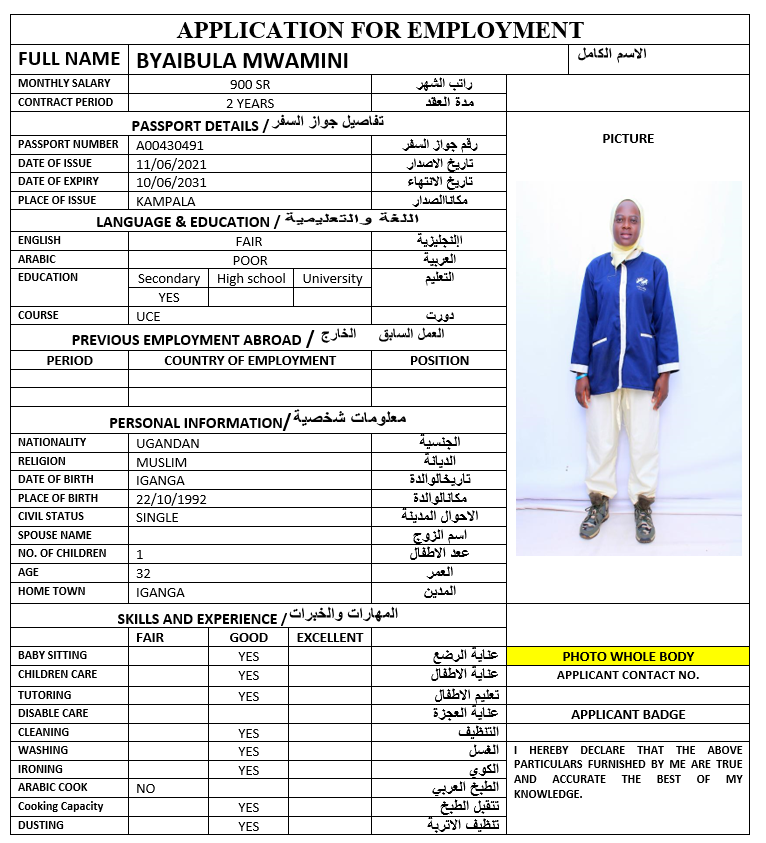 APPLICATION FOR EMPLOYMENT
FULL NAME BYAIBULA MWAMINI الاسم الكامل
MONTHLY SALARY 900 SR راتب الشهر
CONTRACT PERIOD 2 YEARS مدة العقد
PASSPORT DETAILS / تفاصيل جواز السفر
PICTURE
PASSPORT NUMBER A00430491 رقم جواز السفر
DATE OF ISSUE 11/06/2021 تاريخ الاصدار
DATE OF EXPIRY 10/06/2031 تاريخ الانتهاء
PLACE OF ISSUE KAMPALA مكاناالصدار
LANGUAGE & EDUCATION / اللغة والتعليمية
ENGLISH FAIR اإلنجليزية
ARABIC POOR العربية
EDUCATION Secondary High school University التعليم
YES
COURSE UCE دورت
PREVIOUS EMPLOYMENT ABROAD / العمل السابق الخارج
PERIOD COUNTRY OF EMPLOYMENT POSITION
PERSONAL INFORMATION/ معلومات شخصية
NATIONALITY UGANDAN الجنسية
RELIGION MUSLIM الديانة
DATE OF BIRTH IGANGA تاريخالوالدة
PLACE OF BIRTH 22/10/1992 مكانالوالدة
CIVIL STATUS SINGLE الاحوال المدينة
SPOUSE NAME اسم الزوج
NO. OF CHILDREN 1 عدد الاطفال
AGE 32 العمر
HOME TOWN IGANGA المدين
SKILLS AND EXPERIENCE / المهارات والخبرات
FAIR GOOD EXCELLENT
BABY SITTING YES عناية الرضع
PHOTO WHOLE BODY
CHILDREN CARE YES عناية الاطفال
APPLICANT CONTACT NO.
TUTORING YES تعليم الاطفال
DISABLE CARE عناية العجزة
APPLICANT BADGE
CLEANING YES التنظيف
WASHING YES الغسل
IRONING YES الكوي
ARABIC COOK NO الطبخ العربي
Cooking Capacity YES تتقبل الطبخ
DUSTING YES تنظيف الاتربة
I HEREBY DECLARE THAT THE ABOVE
PARTICULARS FURNISHED BY ME ARE TRUE
AND ACCURATE THE BEST OF MY
KNOWLEDGE.